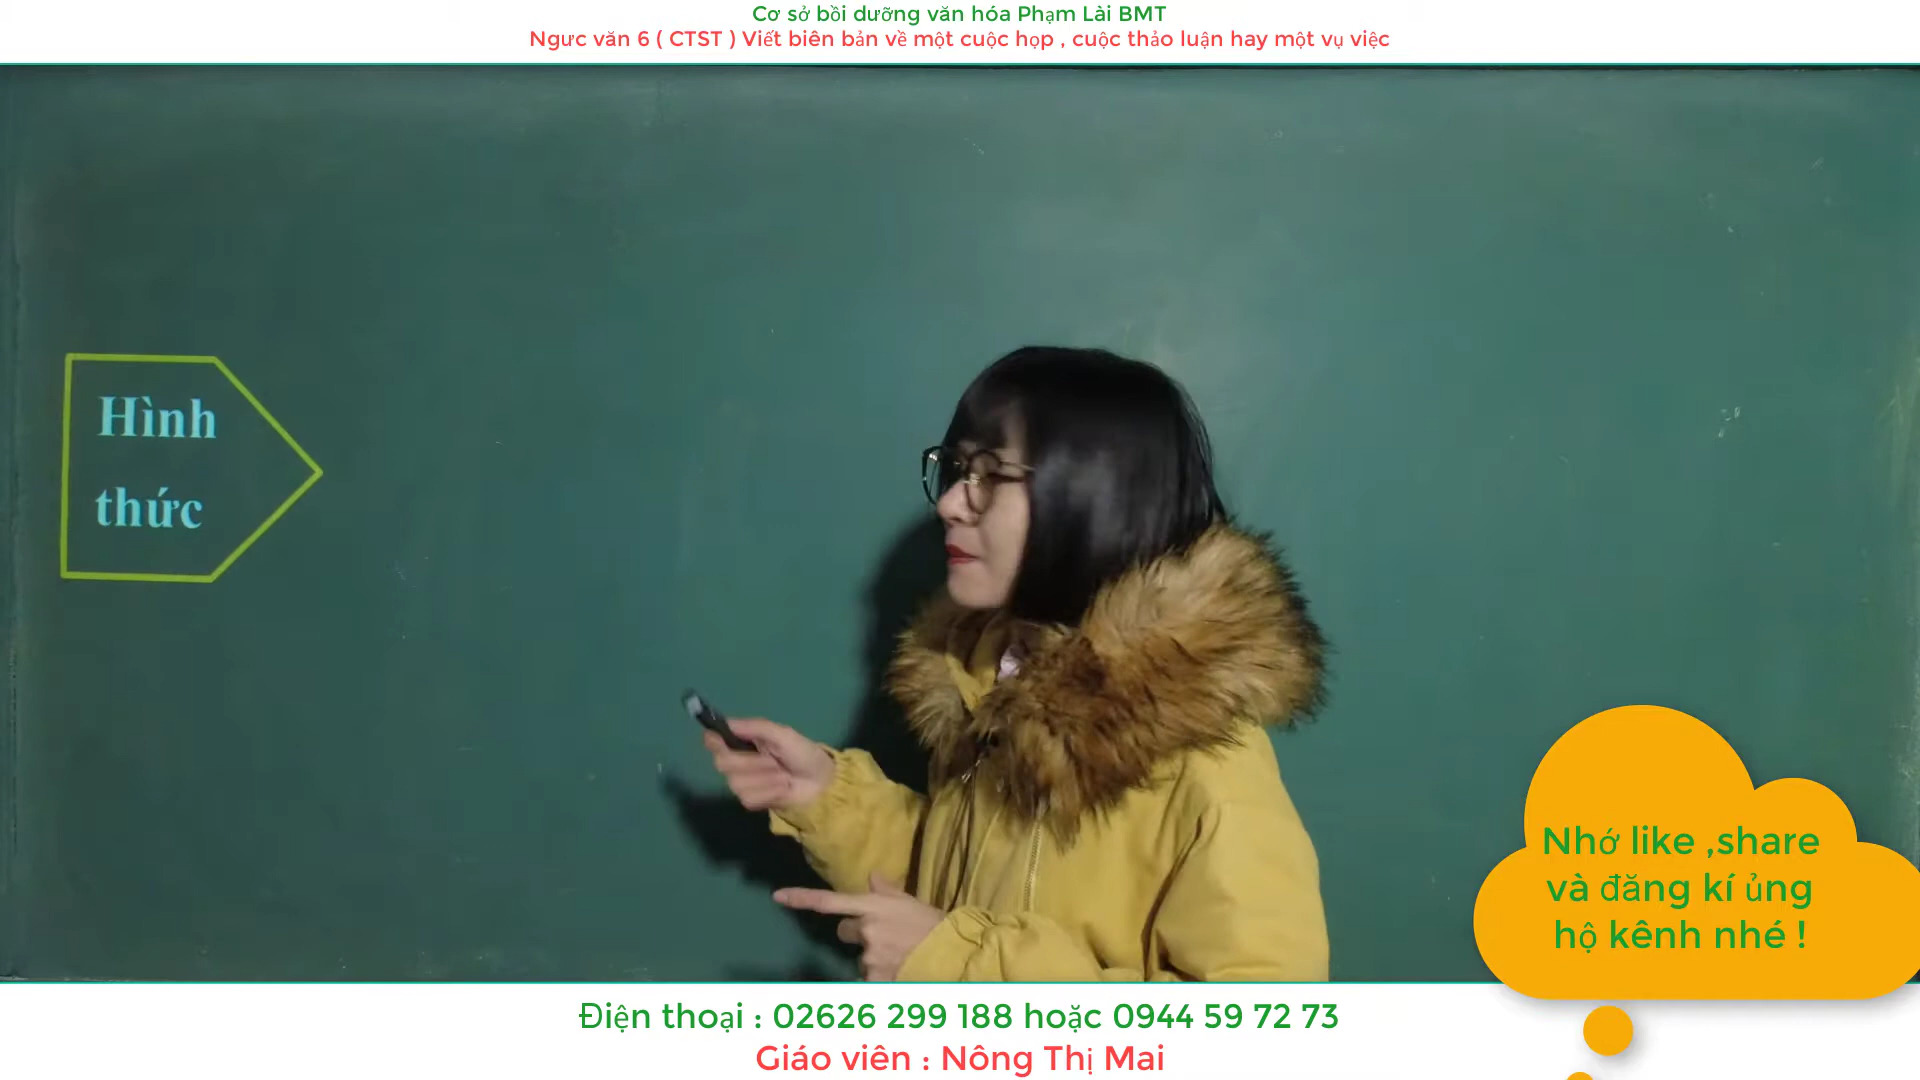 Cơ sở bồi dưỡng văn hóa Phạm Lài BMT
Ngưc văn 6 ( CTST ) Viết biên bản về một cuộc họp , cuộc thảo luận hay một vụ việc
Hình
thức
Nhớ like ,share
và đăng kí ủng
hộ kênh nhé !
Điện thoại : 02626 299 188 hoặc 0944 59 72 73
Giáo viên : Nông Thị Mai